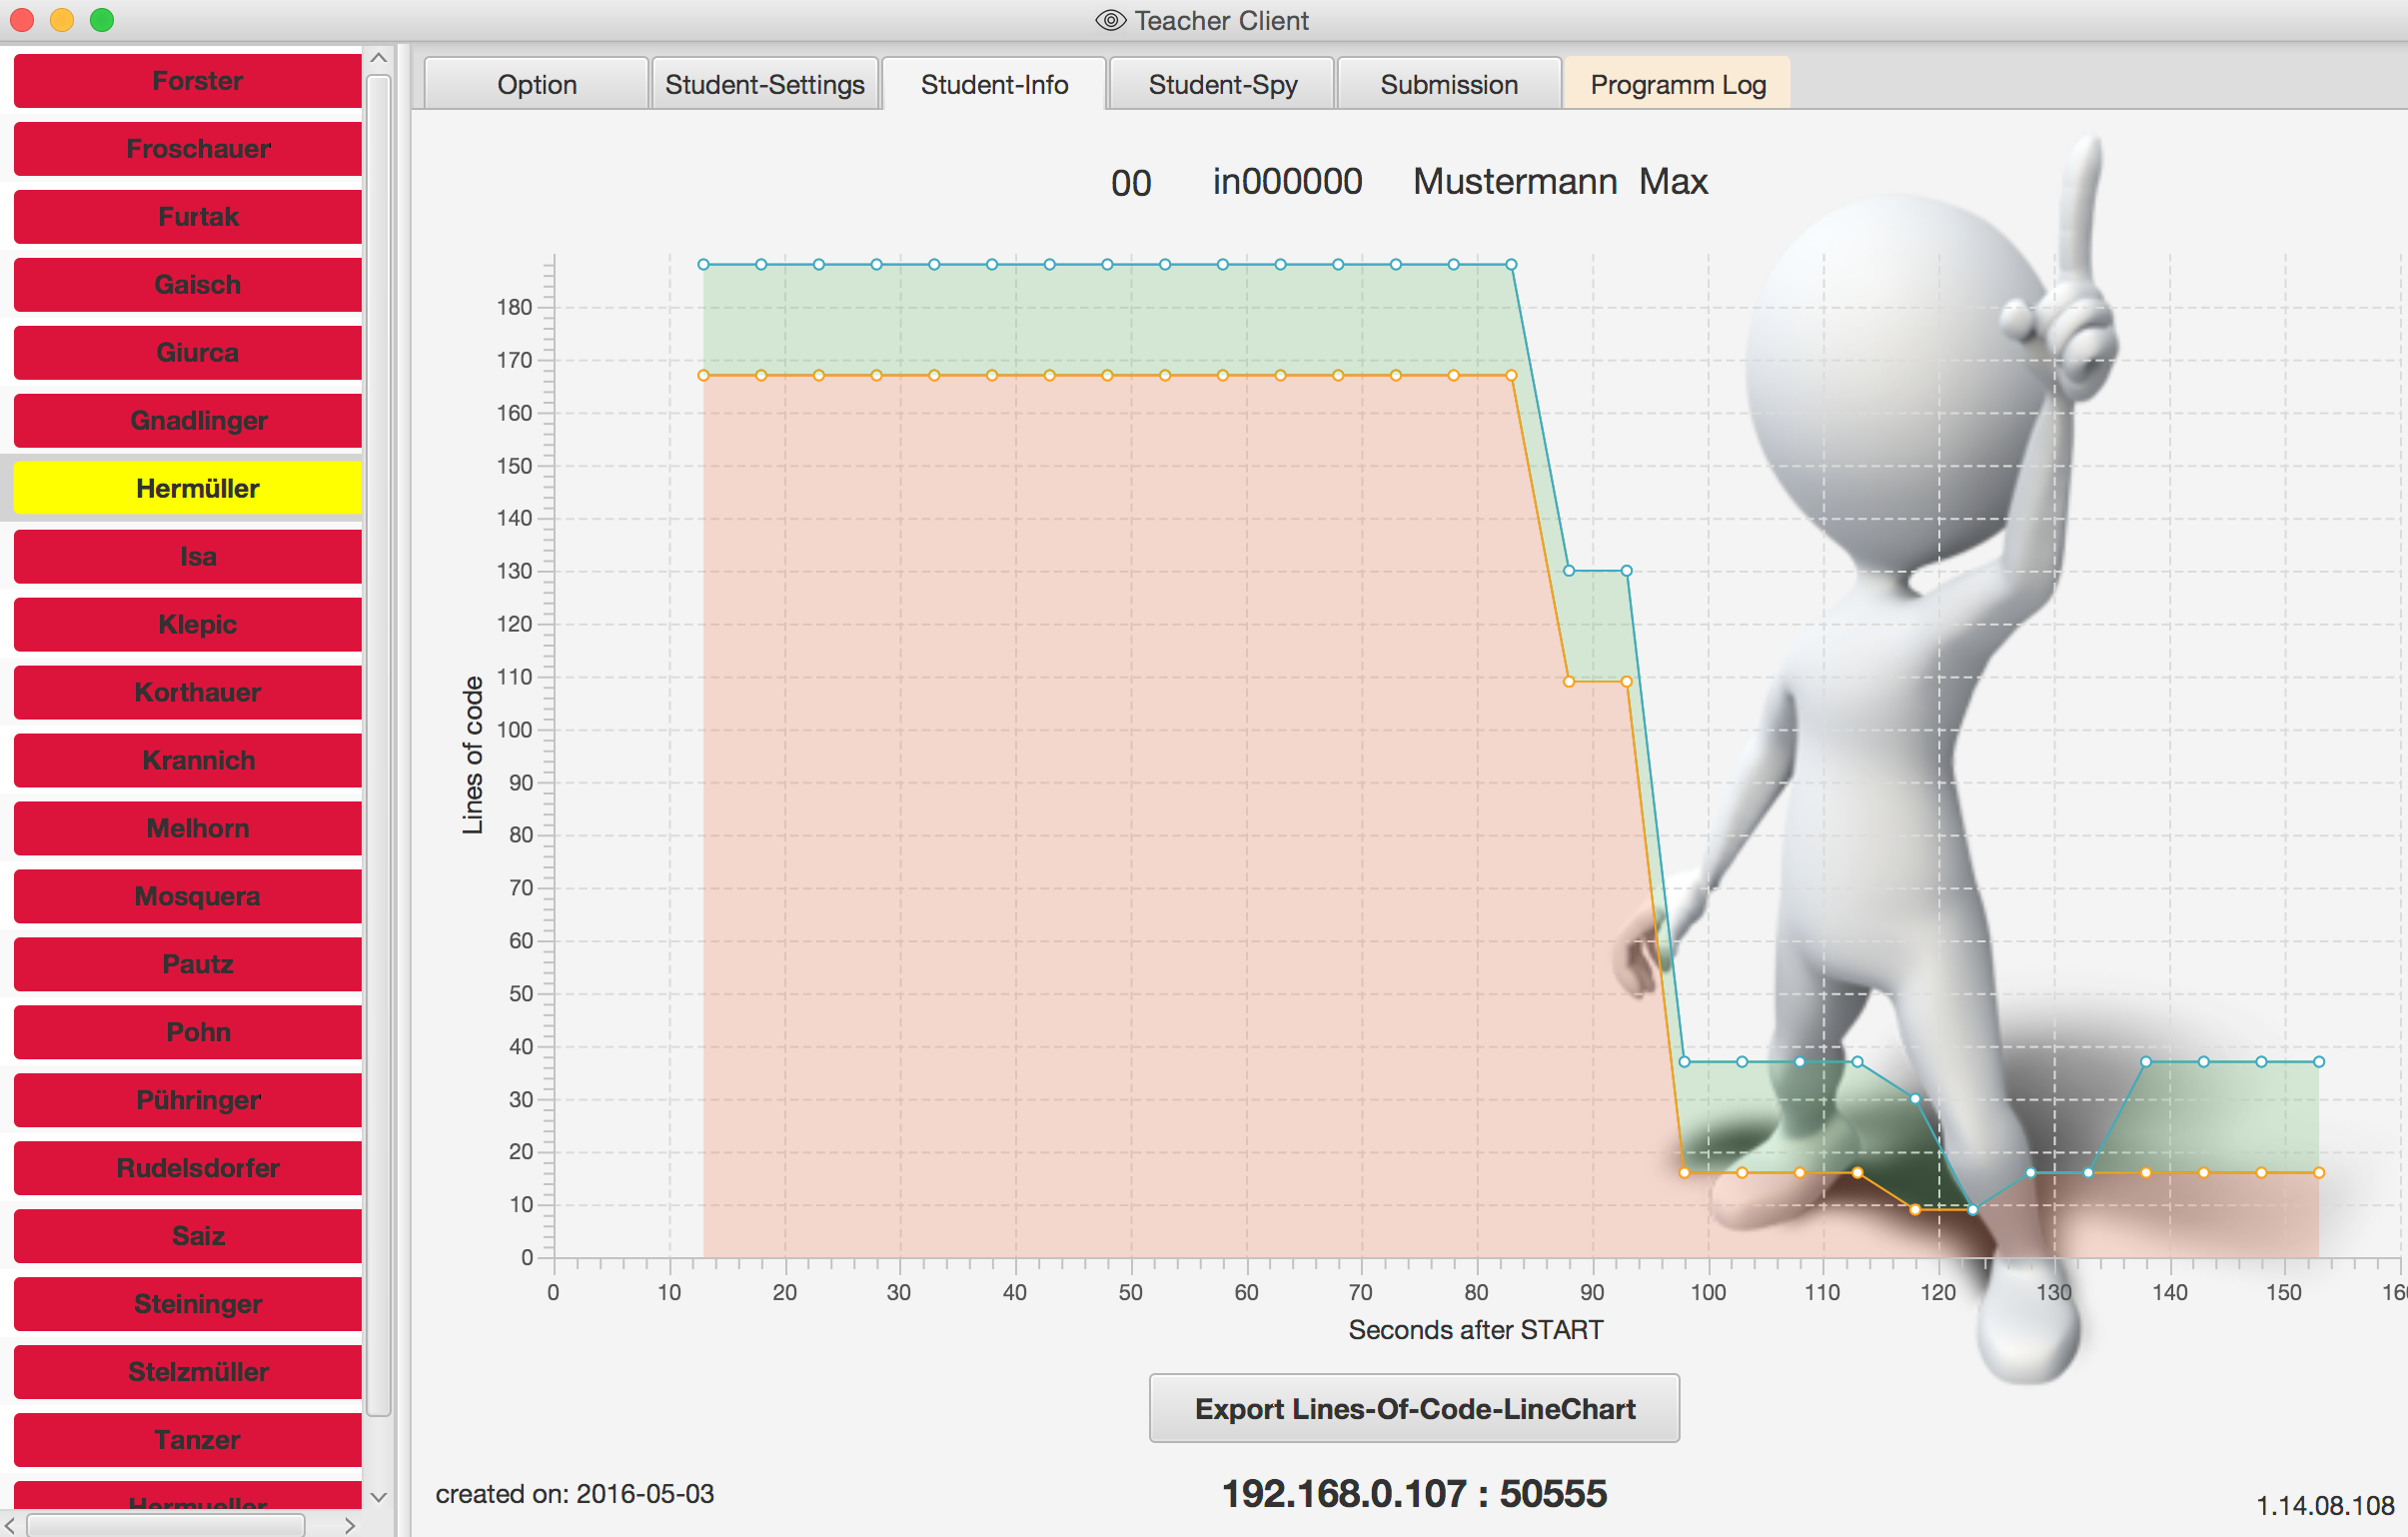 Teacher Client
Forster
Froschauer
Furtak
Gaisch
Giurca
Gnadlinger
Hermüller
Isa
Klepic
Korthauer
Krannich
Melhorn
Mosquera
Pautz
Pohn
Pühringer
Rudelsdorfer
Saiz
Steininger
Stelzmüller
Tanzer
Hermueller
Option Student-Settings Student-Info Student-Spy Submission Programm Log
00 in000000 Mustermann Max
Lines of code
180
170
160
150
140
130
120
110
100
90
80
70
60
50
40
30
20
10
0
0 10 20 30 40 50 60 70 80 90 100 110 120 130 140 150 160
Seconds after START
Export Lines-Of-Code-LineChart
created on: 2016-05-03
192.168.0.107 : 50555
1.14.08.108